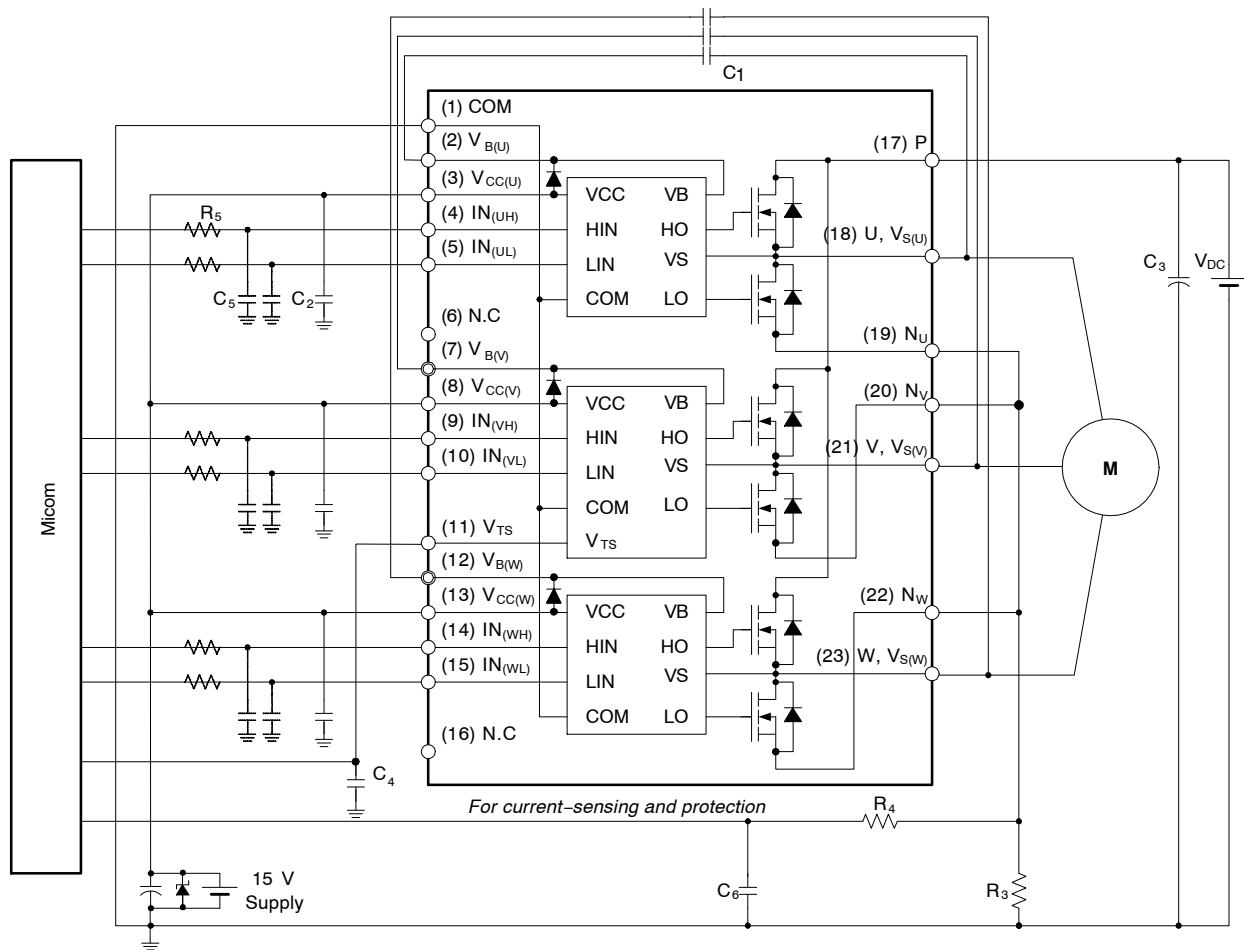 C1
(1) COM
(2) VB(U)
(17) P
(3) VCC(U)
VCC VB
R5
(4) IN(UH)
HIN HO
(18) U, VS(U)
(5) IN(UL)
LIN VS
C3 VDC
C5 C2
COM LO
(6) N.C
(19) NU
(7) VB(V)
(20) NV
(8) VCC(V)
VCC VB
(9) IN(VH)
HIN HO
(21) V, VS(V)
(10) IN(VL)
LIN VS
M
Micom
COM LO
(11) VTS
VTS
(12) VB(W)
(22) NW
(13) VCC(W)
VCC VB
(14) IN(WH)
HIN HO
(23) W, VS(W)
(15) IN(WL)
LIN VS
COM LO
(16) N.C
C4
For current-sensing and protection
R4
15 V
Supply
C6
R3